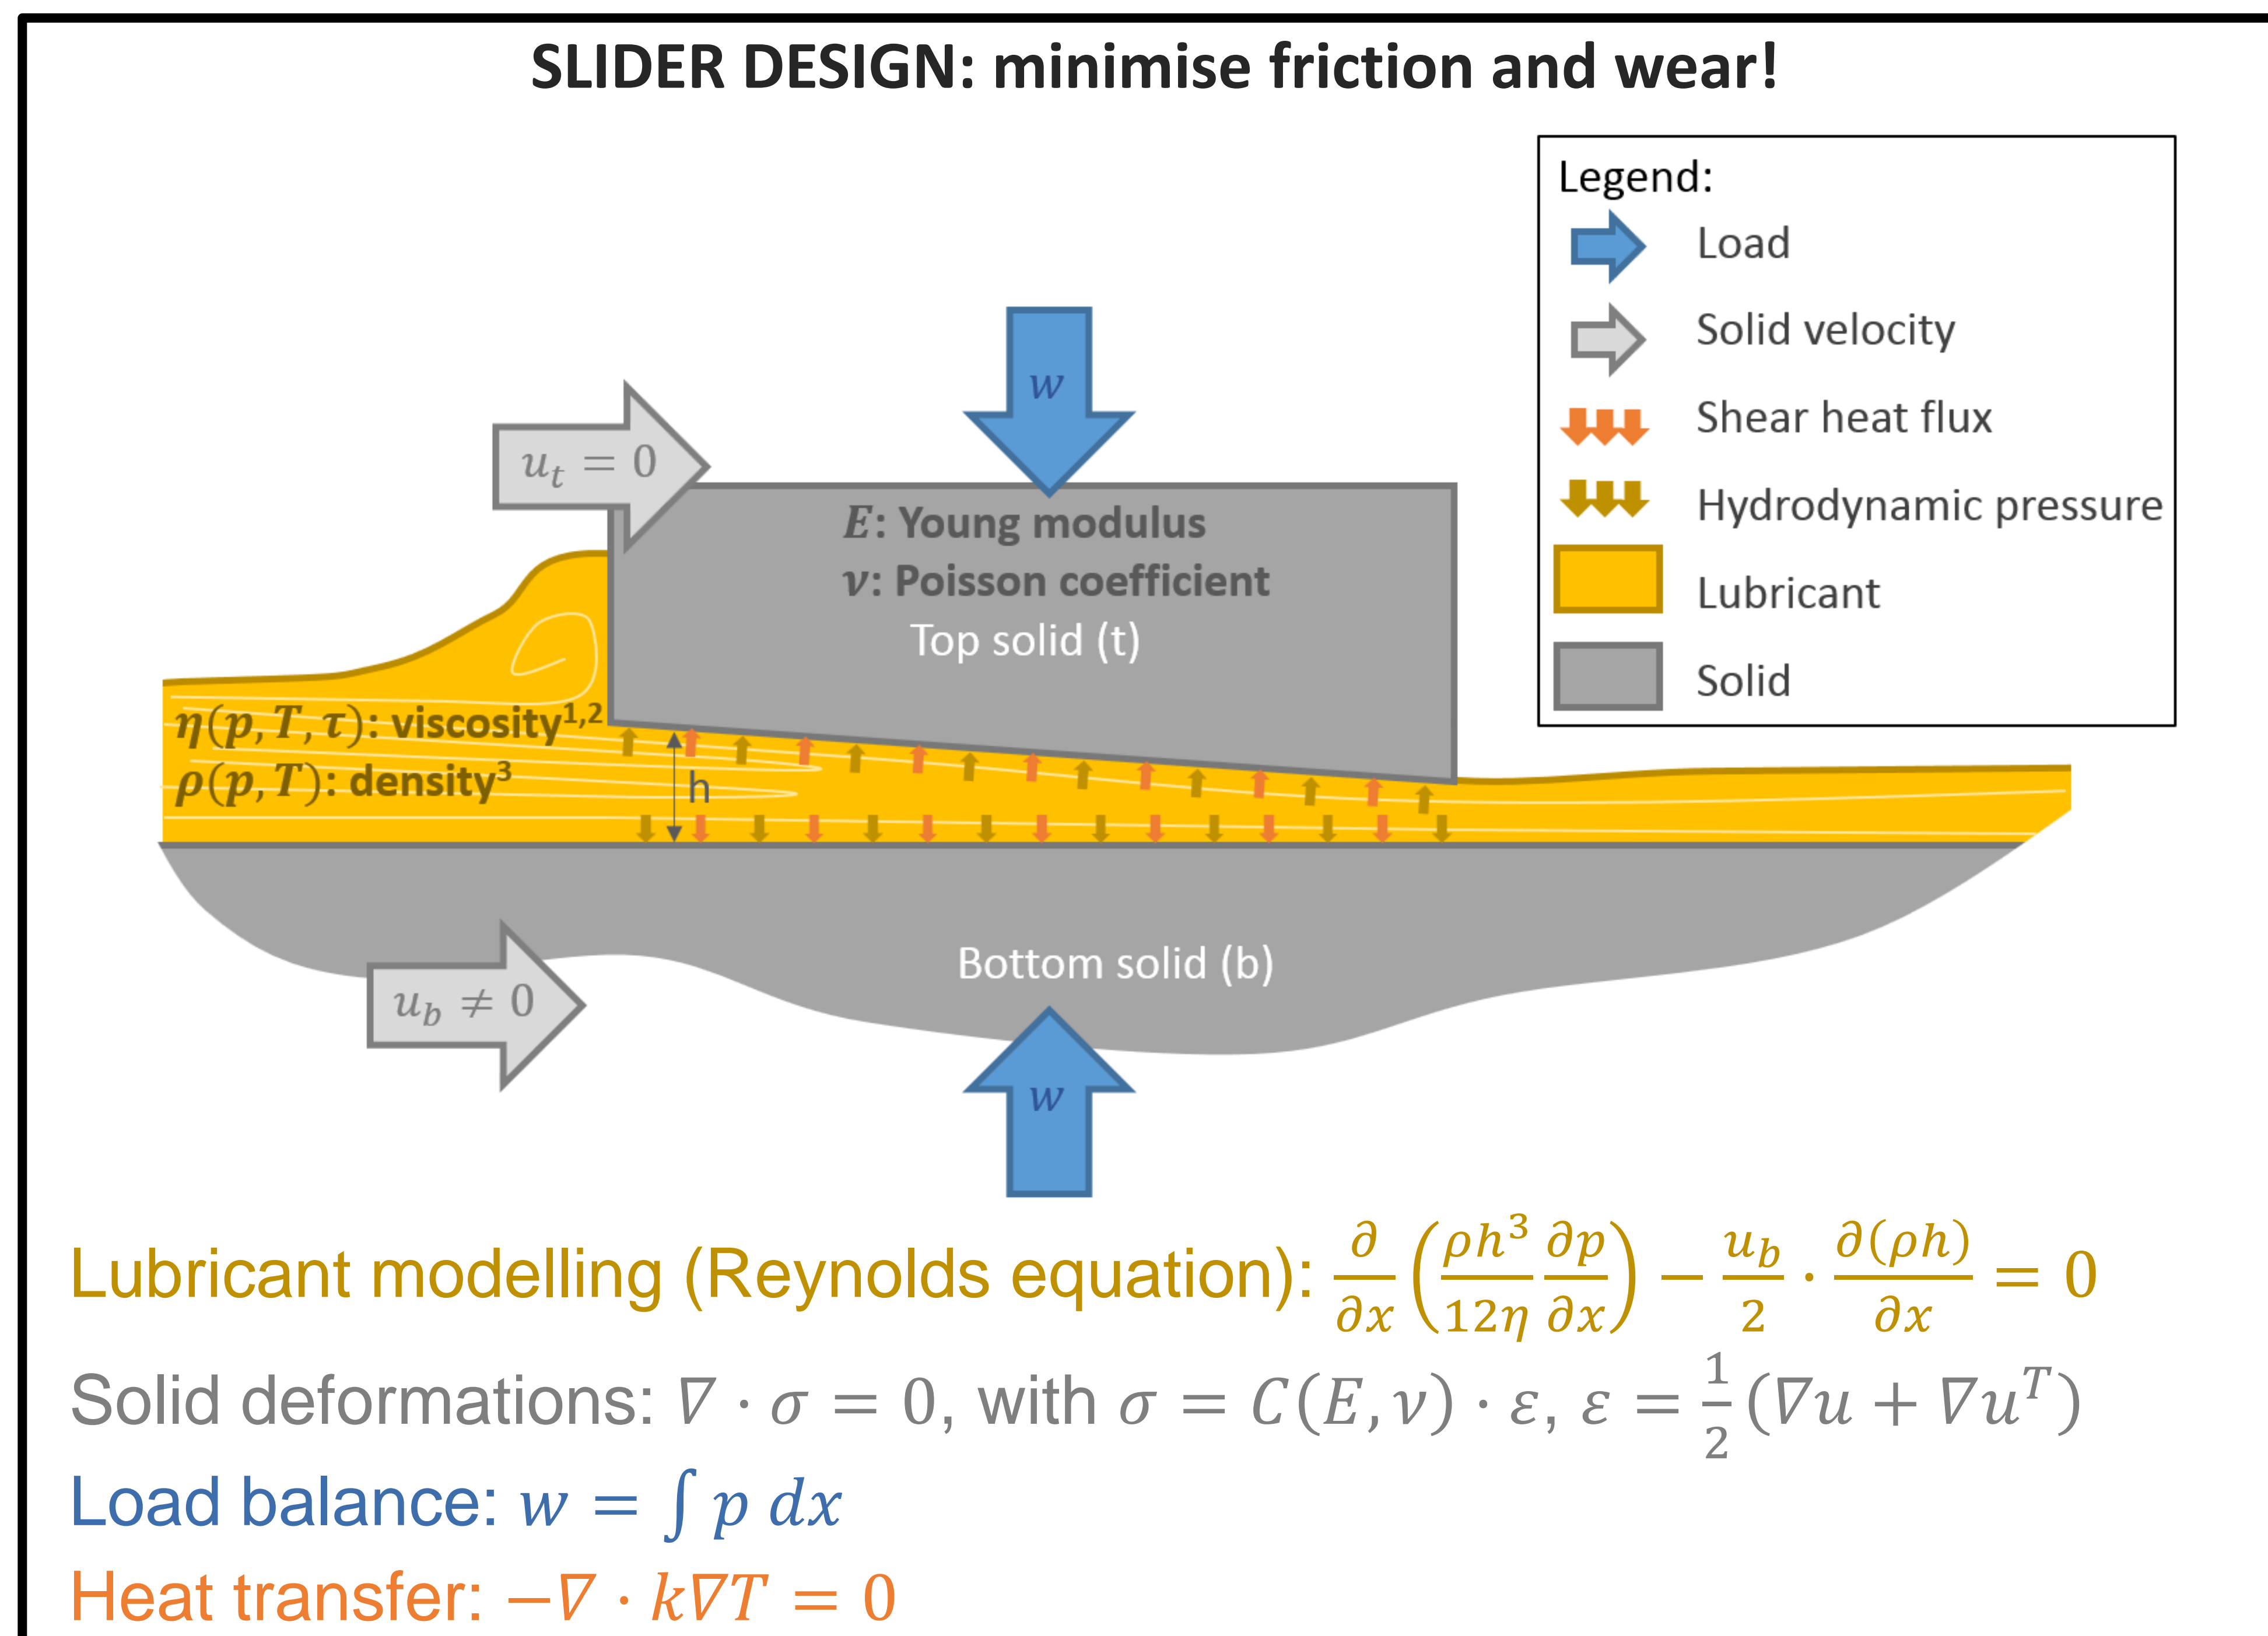 SLIDER DESIGN: minimise friction and wear!
Legend:
Load
Solid velocity
Shear heat flux
Hydrodynamic pressure
Lubricant
Solid
w
u_t = 0
E: Young modulus
ν: Poisson coefficient
Top solid (t)
η(p, T, τ): viscosity^1,2
ρ(p, T): density^3
h
Bottom solid (b)
u_b ≠ 0
w
Lubricant modelling (Reynolds equation): ∂/∂x (ρh³/12η ∂p/∂x) − u_b/2 · ∂(ρh)/∂x = 0
Solid deformations: ∇ · σ = 0, with σ = C(E, ν) · ε, ε = 1/2 (∇u + ∇u^T)
Load balance: w = ∫ p dx
Heat transfer: −∇ · k∇T = 0